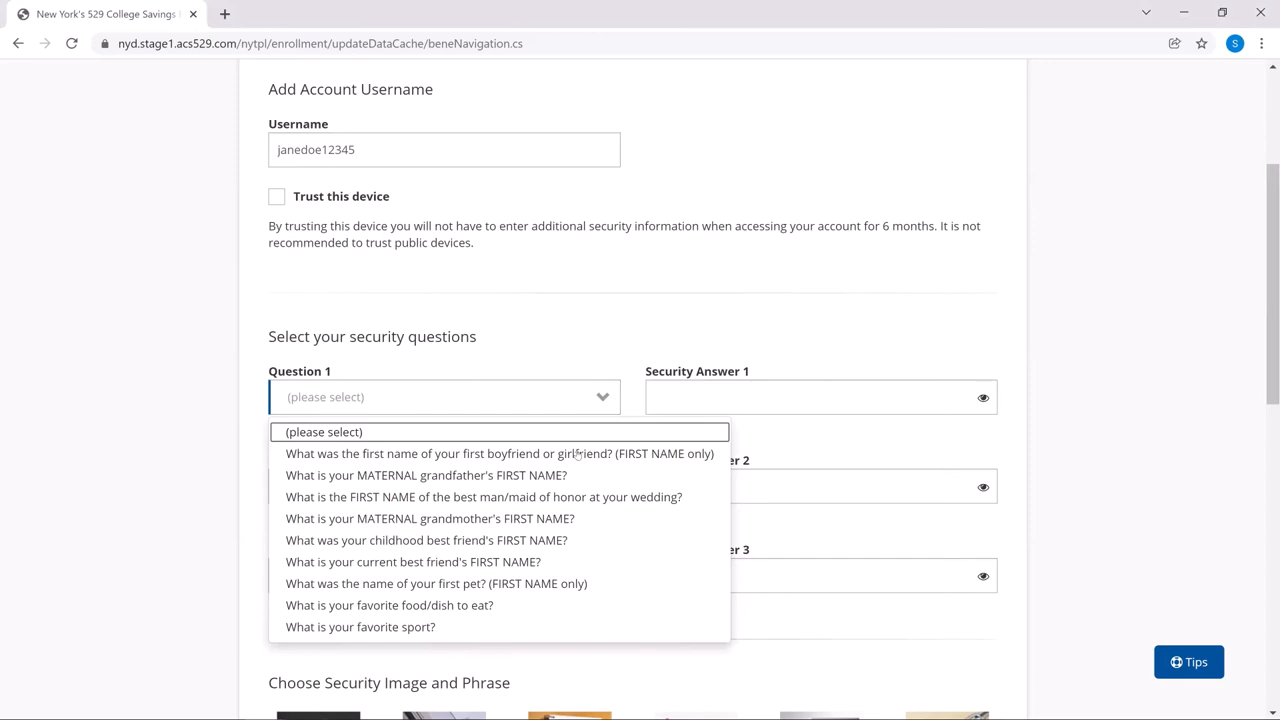 New York's 529 College Savings
nyd.stage1.acs529.com/nytpl/enrollment/updateDataCache/beneNavigation.cs
S
Add Account Username
Username
janedoe12345
Trust this device
By trusting this device you will not have to enter additional security information when accessing your account for 6 months. It is not
recommended to trust public devices.
Select your security questions
Question 1
Security Answer 1
(please select)
(please select)
What was the first name of your first boyfriend or girlfriend? (FIRST NAME only)
er 2
What is your MATERNAL grandfather's FIRST NAME?
What is the FIRST NAME of the best man/maid of honor at your wedding?
What is your MATERNAL grandmother's FIRST NAME?
What was your childhood best friend's FIRST NAME?
er 3
What is your current best friend's FIRST NAME?
What was the name of your first pet? (FIRST NAME only)
What is your favorite food/dish to eat?
What is your favorite sport?
Tips
Choose Security Image and Phrase